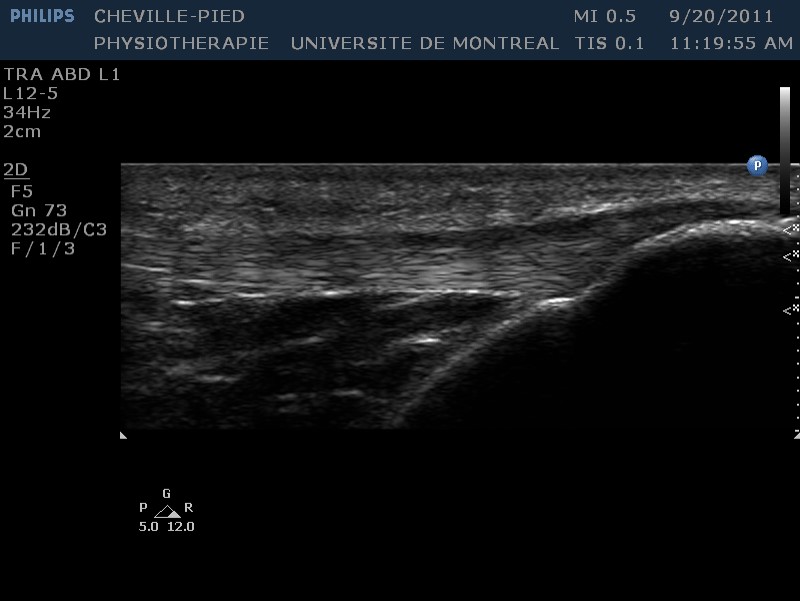 PHILIPS CHEVILLE-PIED MI 0.5 9/20/2011
PHYSIOTHERAPIE UNIVERSITE DE MONTREAL TIS 0.1 11:19:55 AM
TRA ABD L1
L12-5
34Hz
2cm
2D
F5
Gn 73
232dB/C3
F/1/3
P
G
P R
5.0 12.0